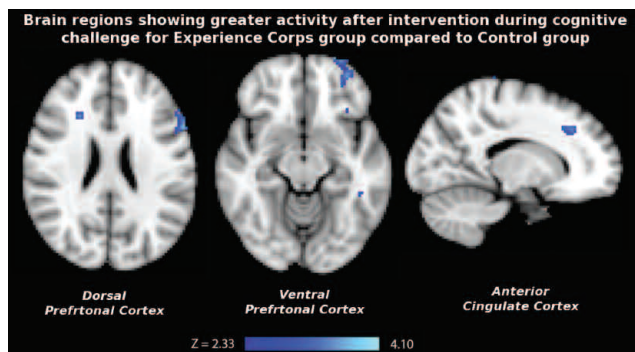 Brain regions showing greater activity after intervention during cognitive
challenge for Experience Corps group compared to Control group
Dorsal
Prefrtonal Cortex
Ventral
Prefrtonal Cortex
Anterior
Cingulate Cortex
Z = 2.33 4.10